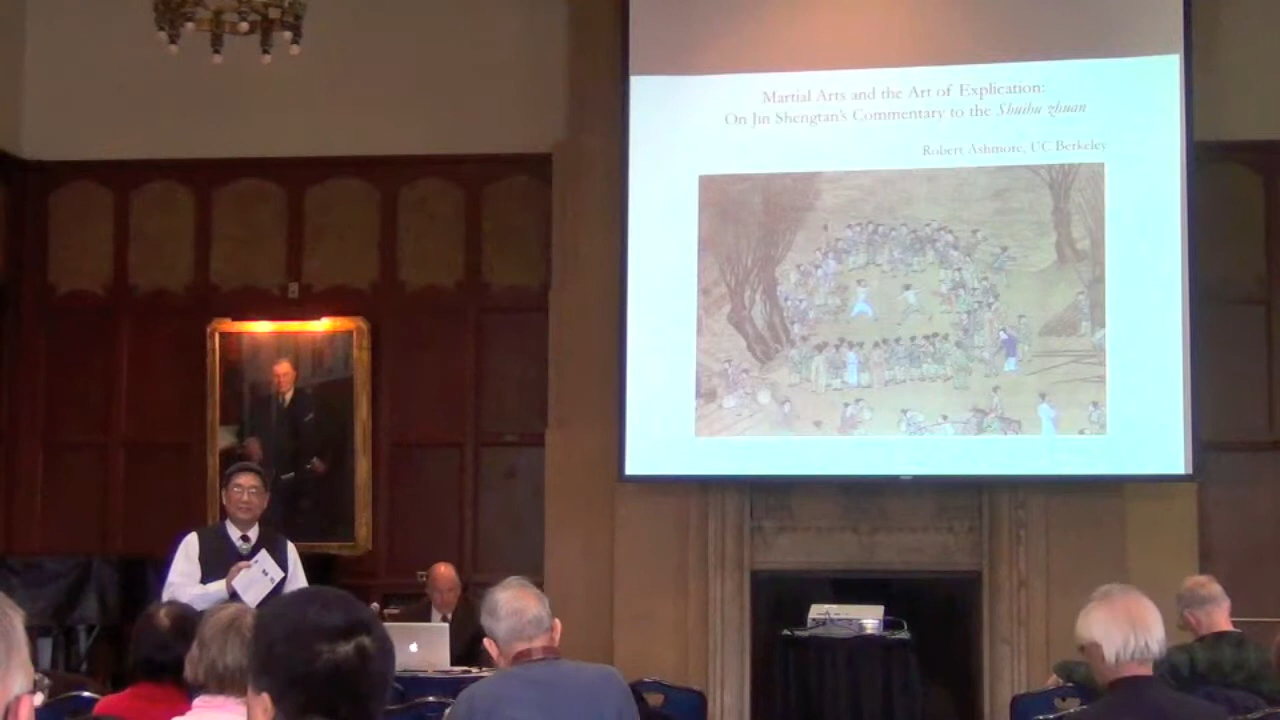 Martial Arts and the Art of Explication:
On Jin Shengtan's Commentary to the Shuihu zhuan
Robert Ashmore, UC Berkeley